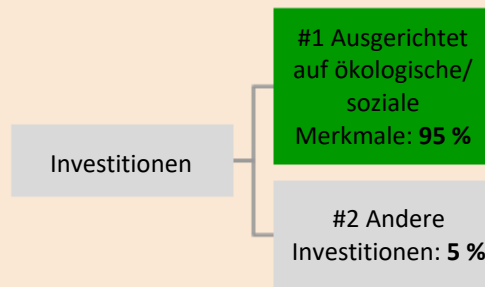 #1 Ausgerichtet
auf ökologische/
soziale
Merkmale: 95 %
Investitionen
#2 Andere
Investitionen: 5 %